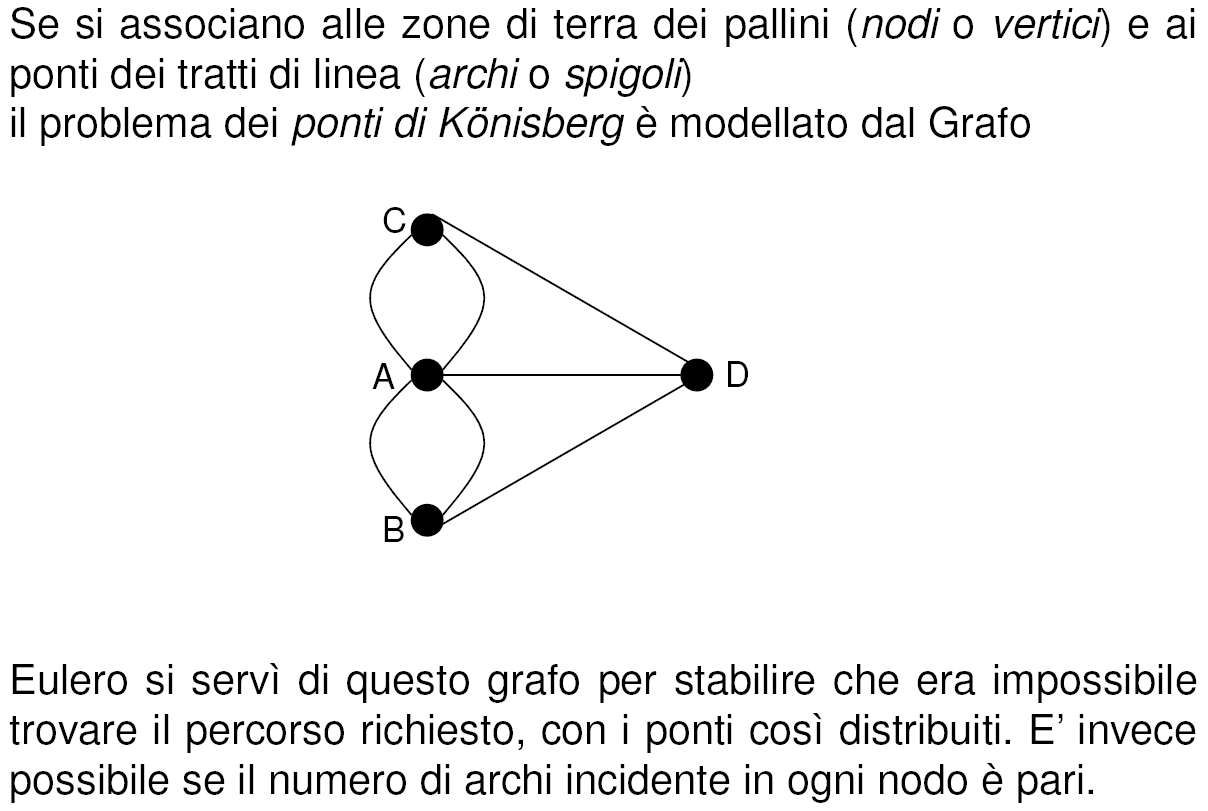 Se si associano alle zone di terra dei pallini (nodi o vertici) e ai
ponti dei tratti di linea (archi o spigoli)
il problema dei ponti di Könisberg è modellato dal Grafo
C
A
D
B
Eulero si servì di questo grafo per stabilire che era impossibile
trovare il percorso richiesto, con i ponti così distribuiti. E’ invece
possibile se il numero di archi incidente in ogni nodo è pari.